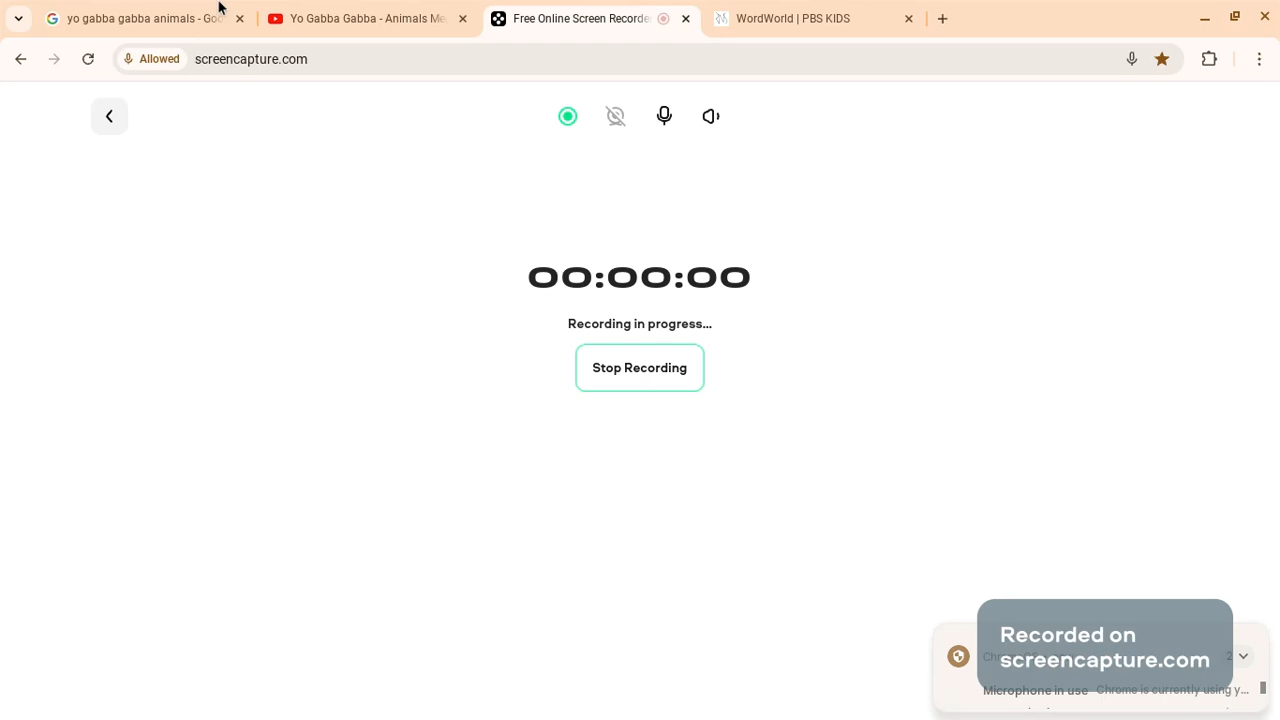 yo gabba gabba animals - Goo
Yo Gabba Gabba - Animals Me
Free Online Screen Recorde
WordWorld | PBS KIDS
Allowed
screencapture.com
00:00:00
Recording in progress...
Stop Recording
Recorded on
screencapture.com
2
Microphone in use Chrome is currently using y...